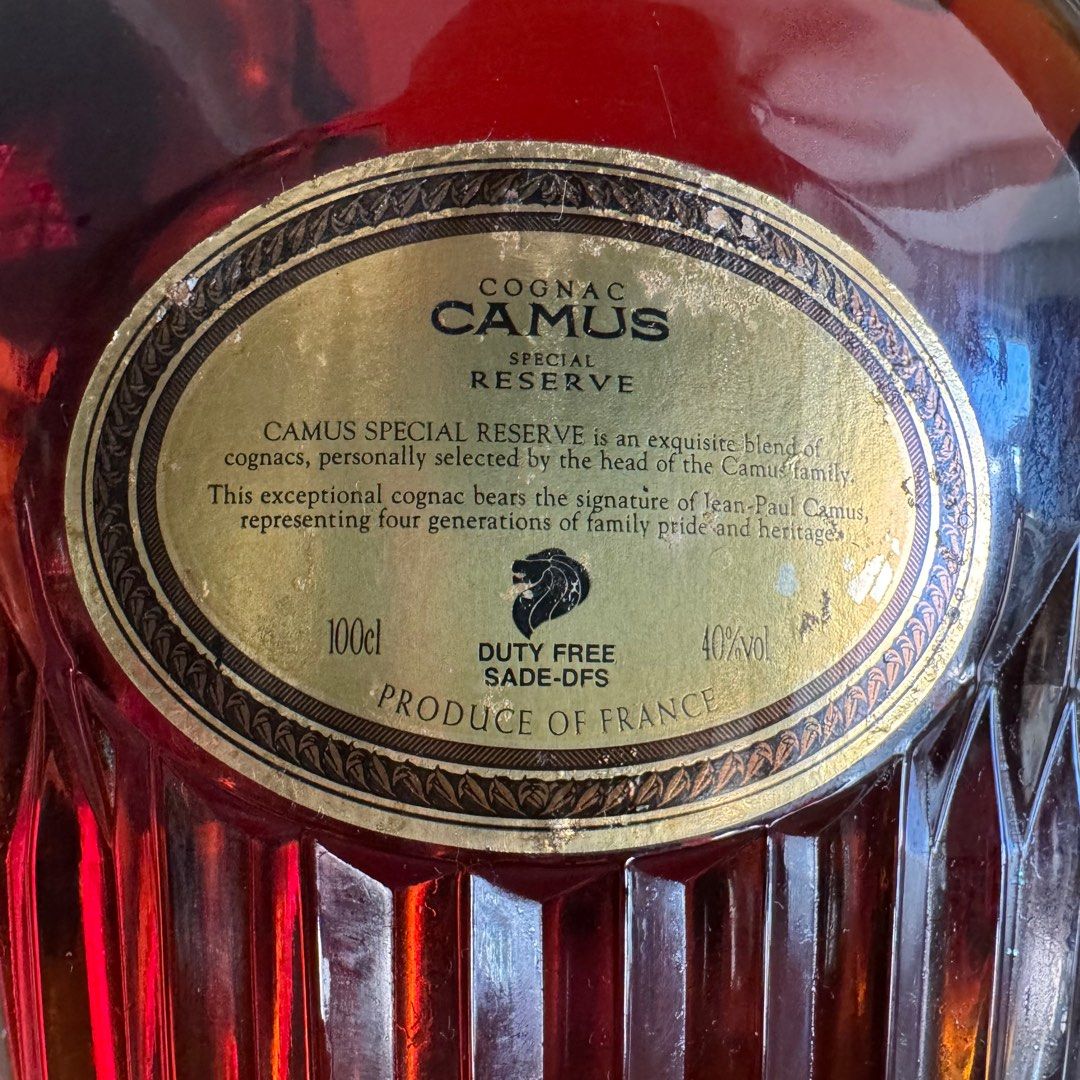 COGNAC
CAMUS
SPECIAL
RESERVE
CAMUS SPECIAL RESERVE is an exquisite blend of
cognacs, personally selected by the head of the Camus family.
This exceptional cognac bears the signature of Jean-Paul Camus,
representing four generations of family pride and heritage.
100cl
40%vol
DUTY FREE
SADE-DFS
PRODUCE OF FRANCE